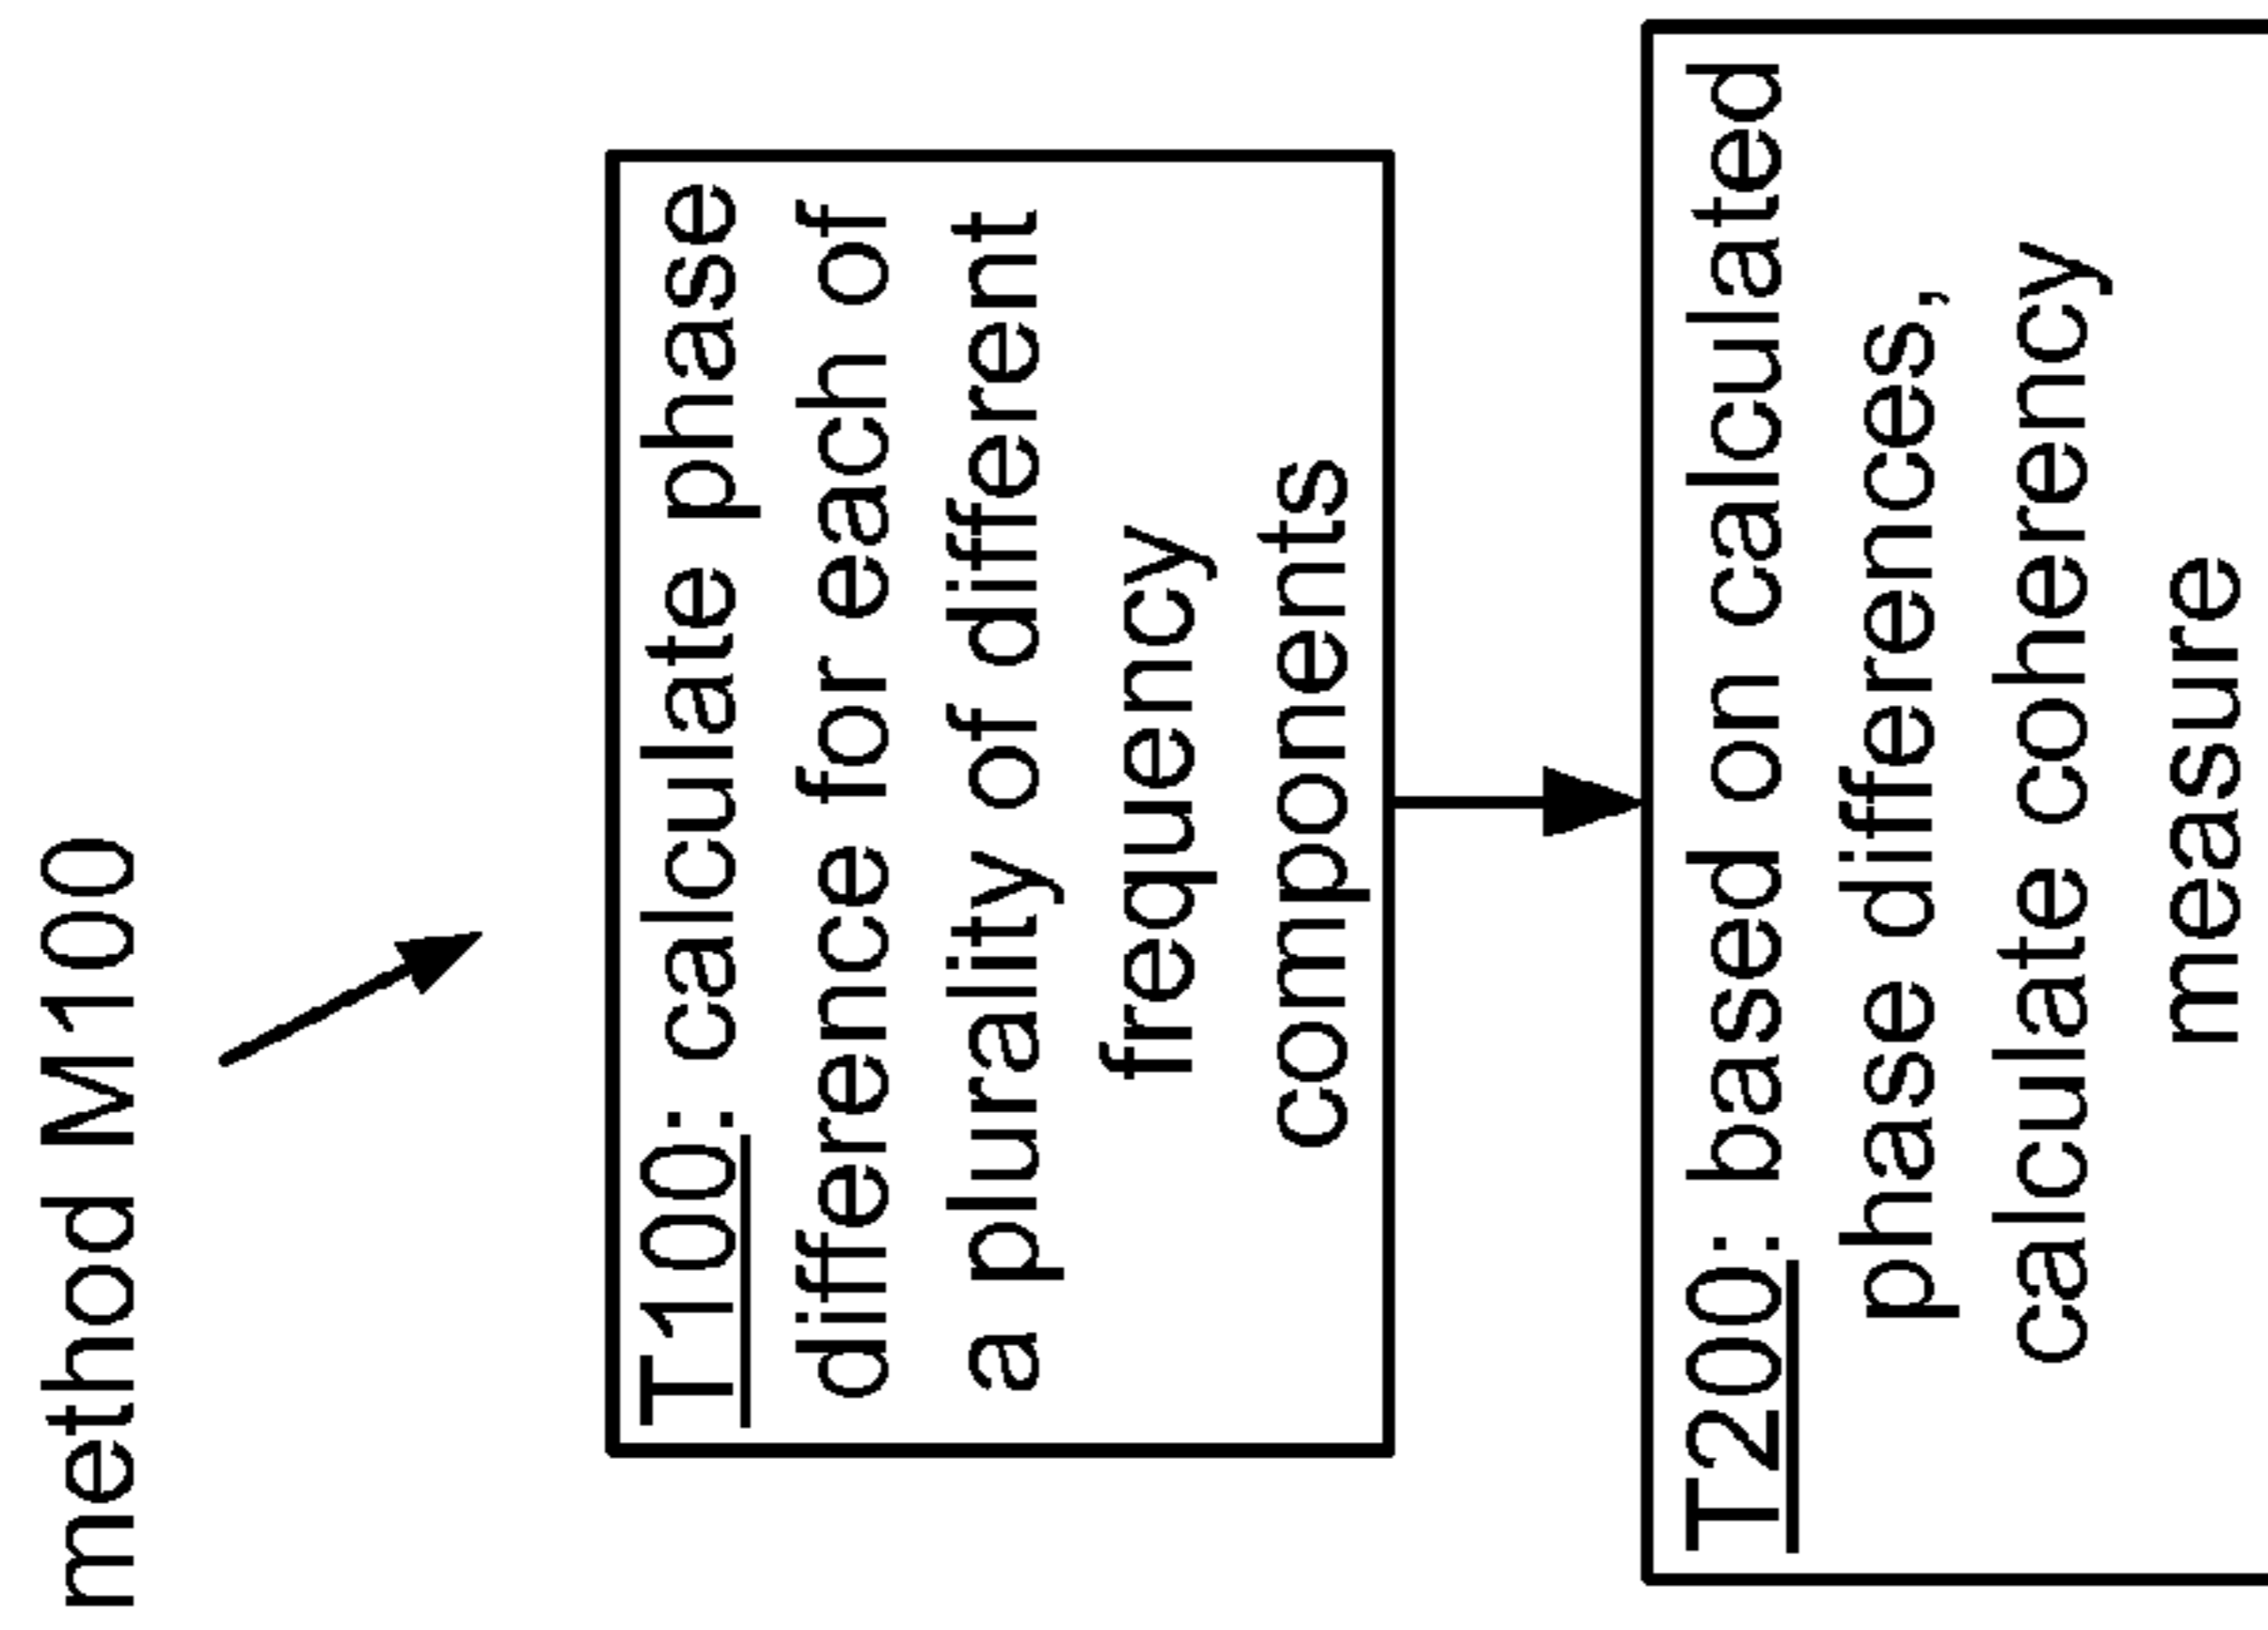 method M100
T100: calculate phase
difference for each of
a plurality of different
frequency
components
T200: based on calculated
phase differences,
calculate coherency
measure